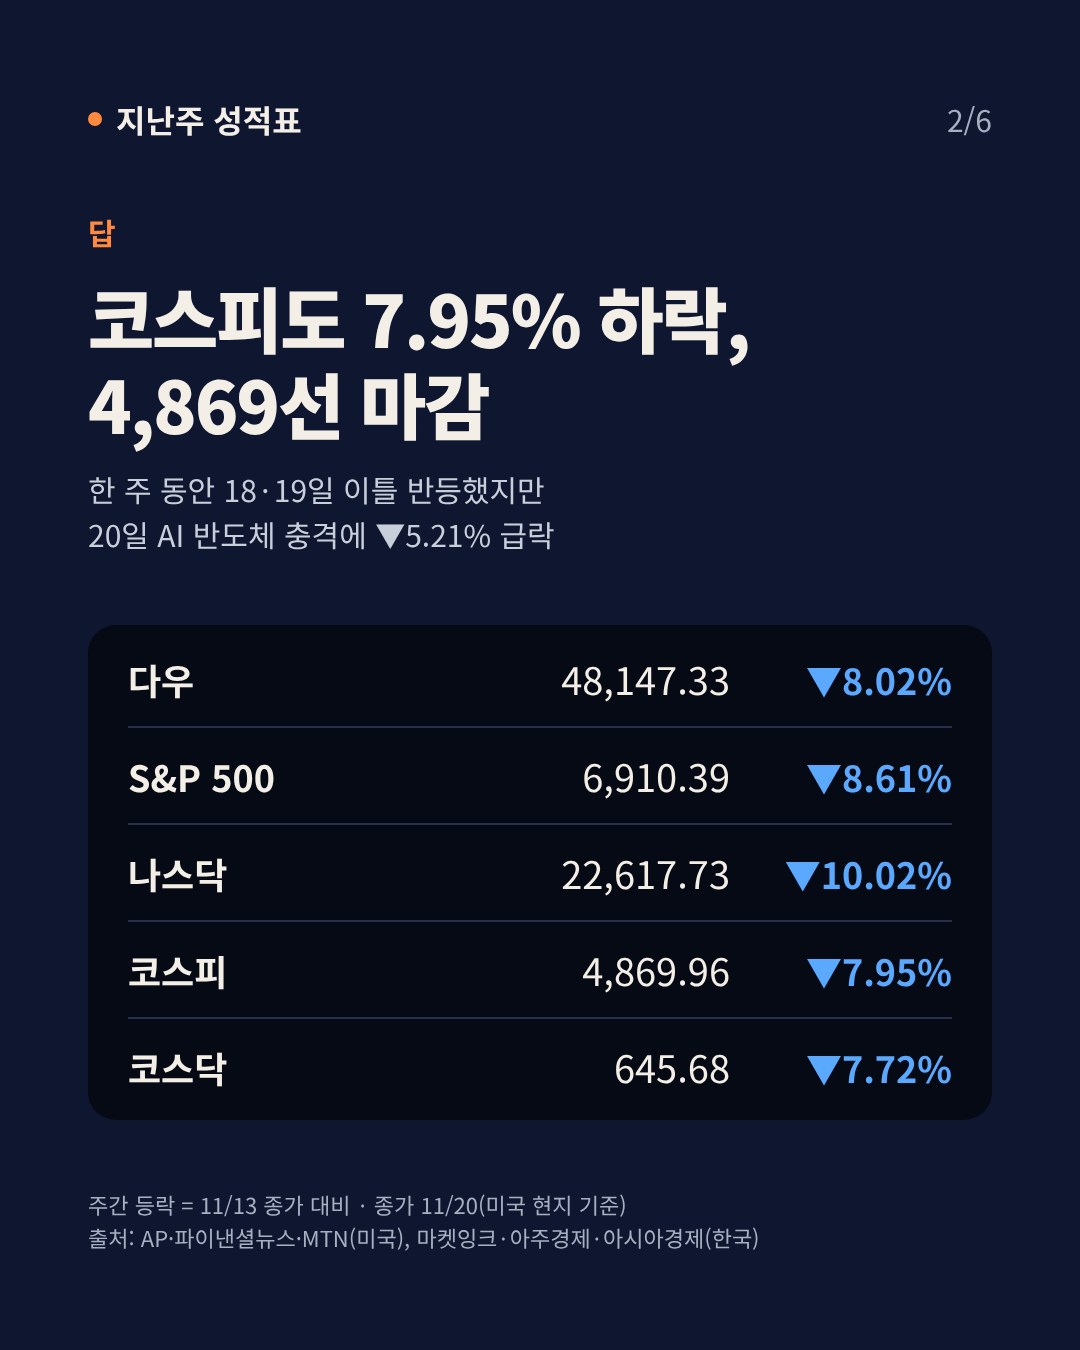 지난주 성적표
2/6
답
코스피도 7.95% 하락,
4,869선 마감
한 주 동안 18·19일 이틀 반등했지만
20일 AI 반도체 충격에 ▼5.21% 급락
다우 48,147.33 ▼8.02%
S&P 500 6,910.39 ▼8.61%
나스닥 22,617.73 ▼10.02%
코스피 4,869.96 ▼7.95%
코스닥 645.68 ▼7.72%
주간 등락 = 11/13 종가 대비 · 종가 11/20(미국 현지 기준)
출처: AP·파이낸셜뉴스·MTN(미국), 마켓잉크·아주경제·아시아경제(한국)